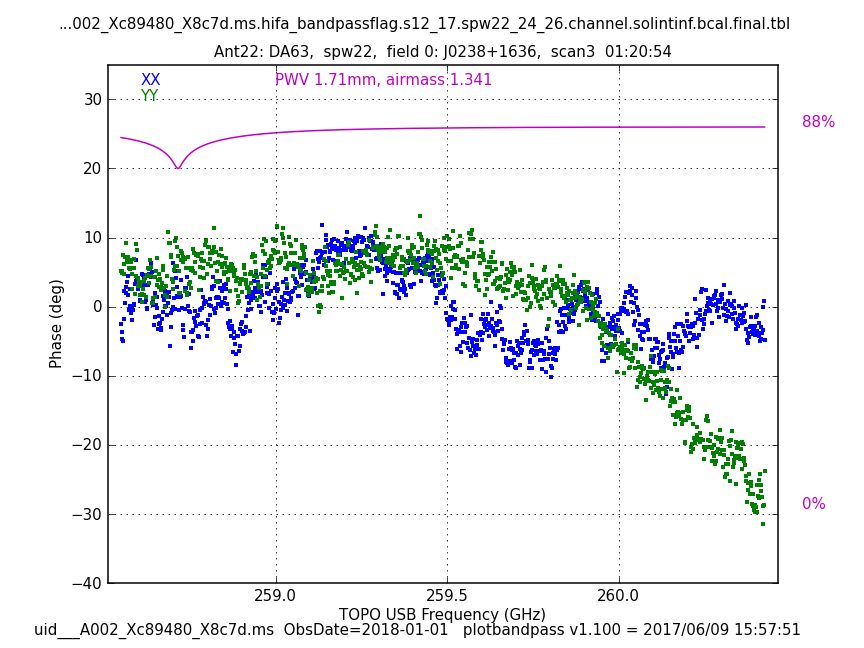 ...002_Xc89480_X8c7d.ms.hifa_bandpassflag.s12_17.spw22_24_26.channel.solintinf.bcal.final.tbl
Ant22: DA63,  spw22,  field 0: J0238+1636,  scan3  01:20:54
XX
PWV 1.71mm, airmass 1.341
YY
30
88%
20
10
0
Phase (deg)
−10
−20
−30
0%
−40
259.0
259.5
260.0
TOPO USB Frequency (GHz)
uid___A002_Xc89480_X8c7d.ms  ObsDate=2018-01-01   plotbandpass v1.100 = 2017/06/09 15:57:51